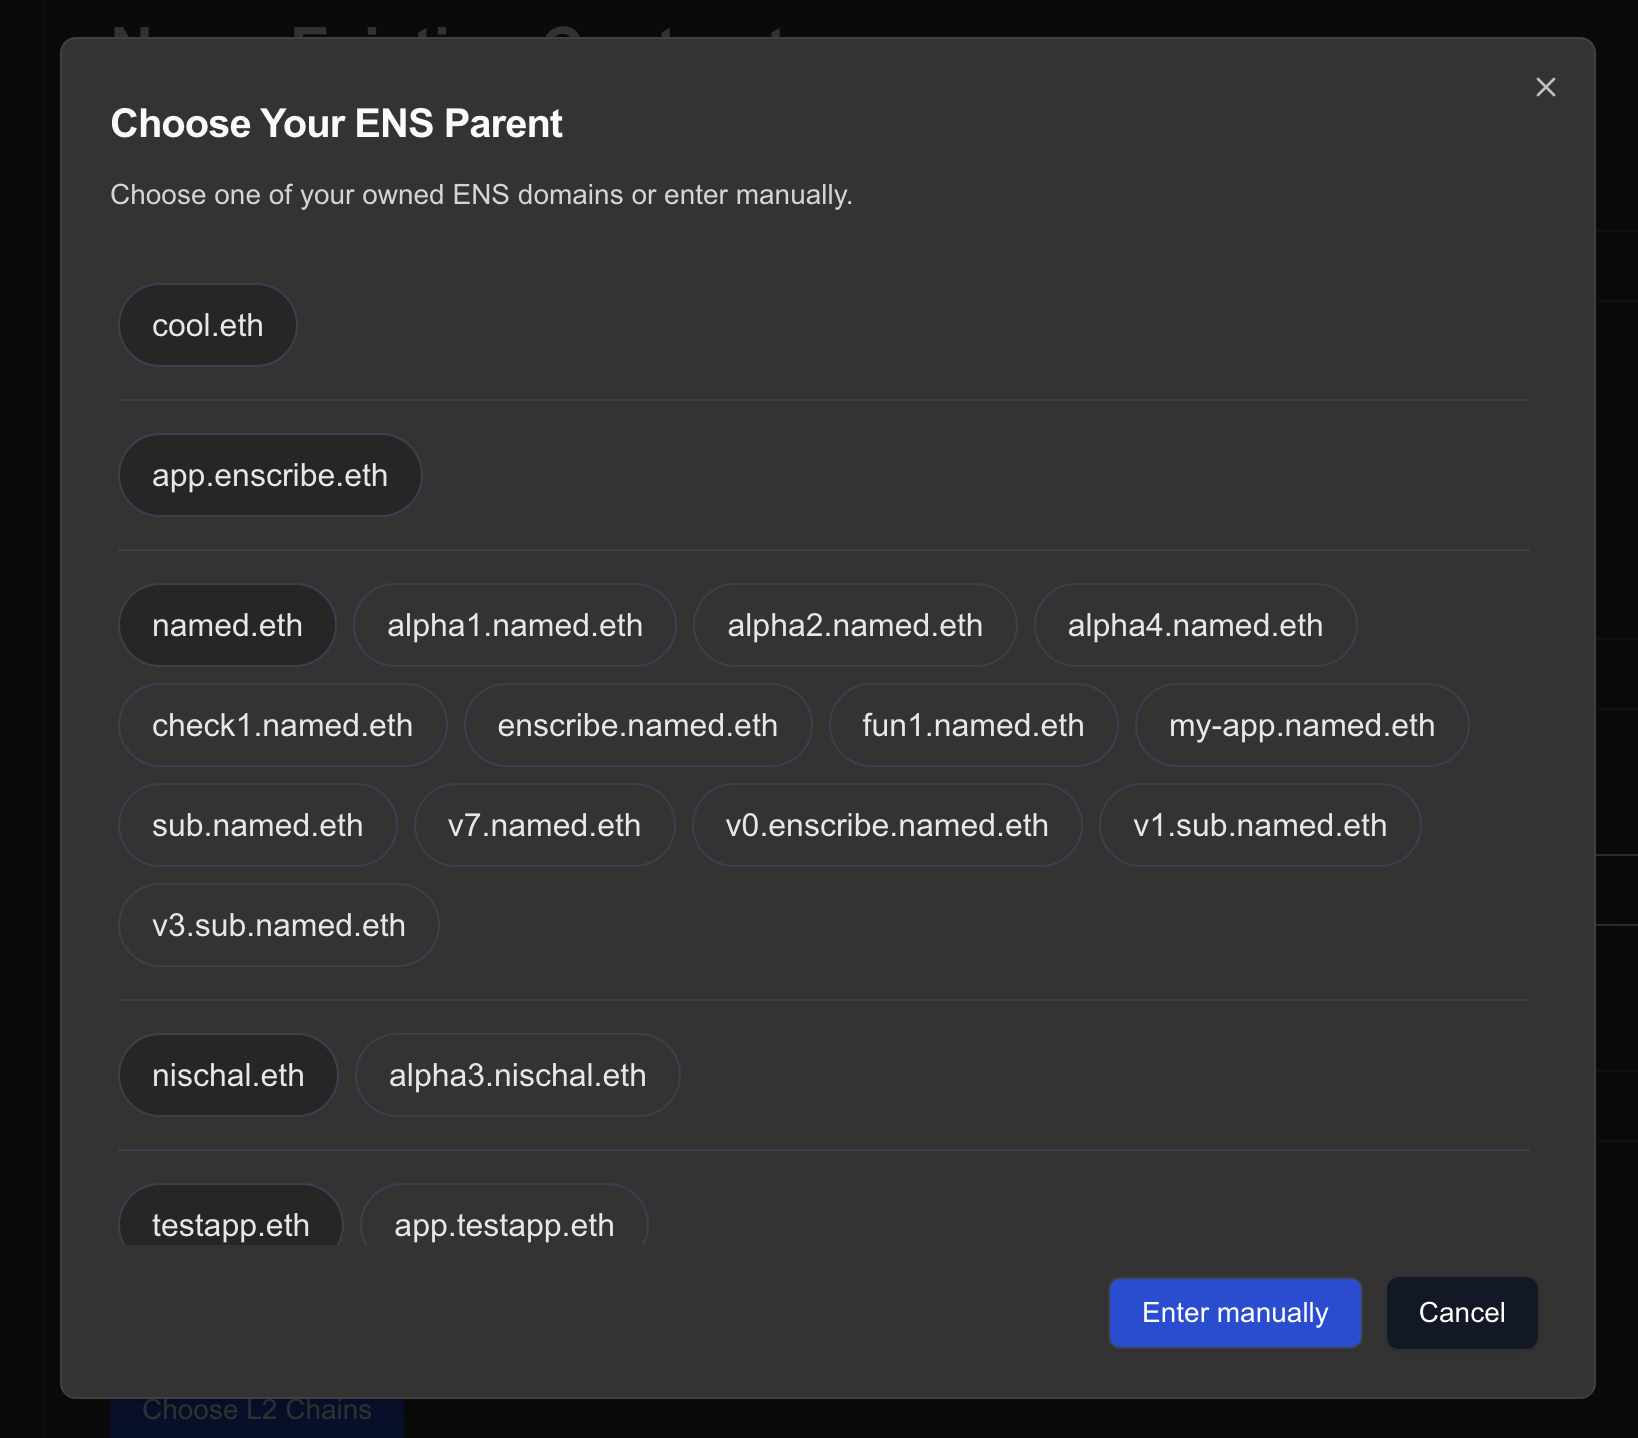 Choose Your ENS Parent
Choose one of your owned ENS domains or enter manually.
cool.eth
app.enscribe.eth
named.eth alpha1.named.eth alpha2.named.eth alpha4.named.eth
check1.named.eth enscribe.named.eth fun1.named.eth my-app.named.eth
sub.named.eth v7.named.eth v0.enscribe.named.eth v1.sub.named.eth
v3.sub.named.eth
nischal.eth alpha3.nischal.eth
testapp.eth app.testapp.eth
Enter manually Cancel
Choose L2 Chains